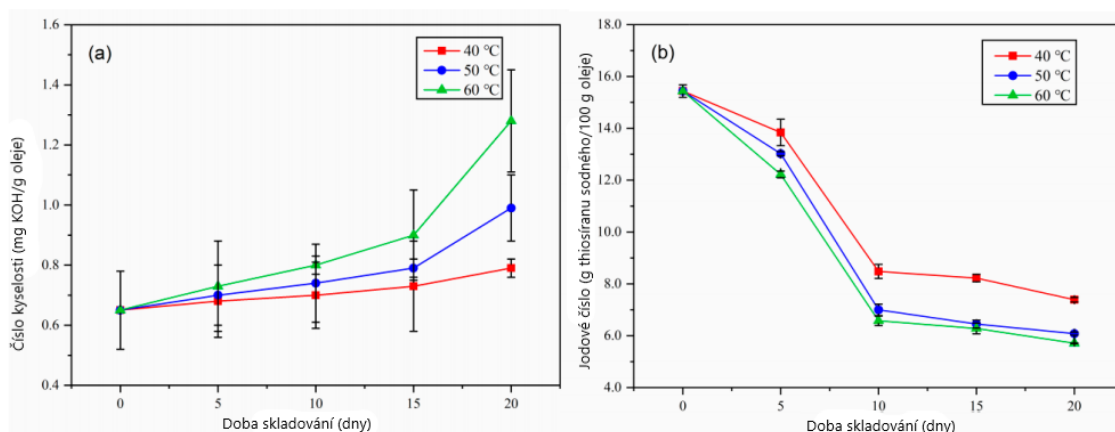 (a)
40 ℃
50 ℃
60 ℃
Číslo kyselosti (mg KOH/g oleje)
1.6
1.4
1.2
1.0
0.8
0.6
0.4
0 5 10 15 20
Doba skladování (dny)
(b)
40 ℃
50 ℃
60 ℃
Jodové číslo (g thiosíranu sodného/100 g oleje)
18.0
16.0
14.0
12.0
10.0
8.0
6.0
4.0
0 5 10 15 20
Doba skladování (dny)